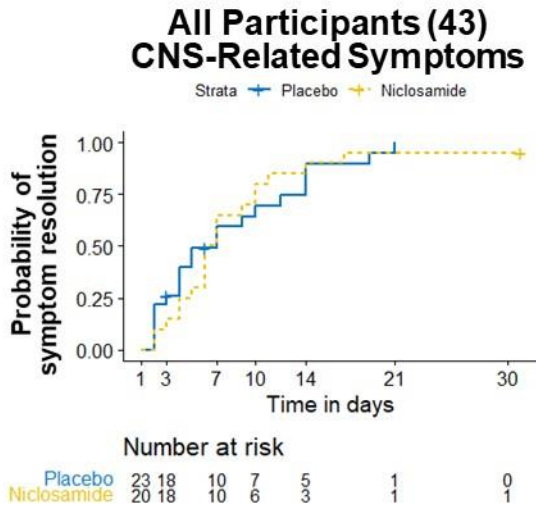 All Participants (43)
CNS-Related Symptoms
Strata Placebo Niclosamide
Probability of
symptom resolution
1.00
0.75
0.50
0.25
0.00
1 3 7 10 14 21 30
Time in days
Number at risk
Placebo 23 18 10 7 5 1 0
Niclosamide 20 18 10 6 3 1 1